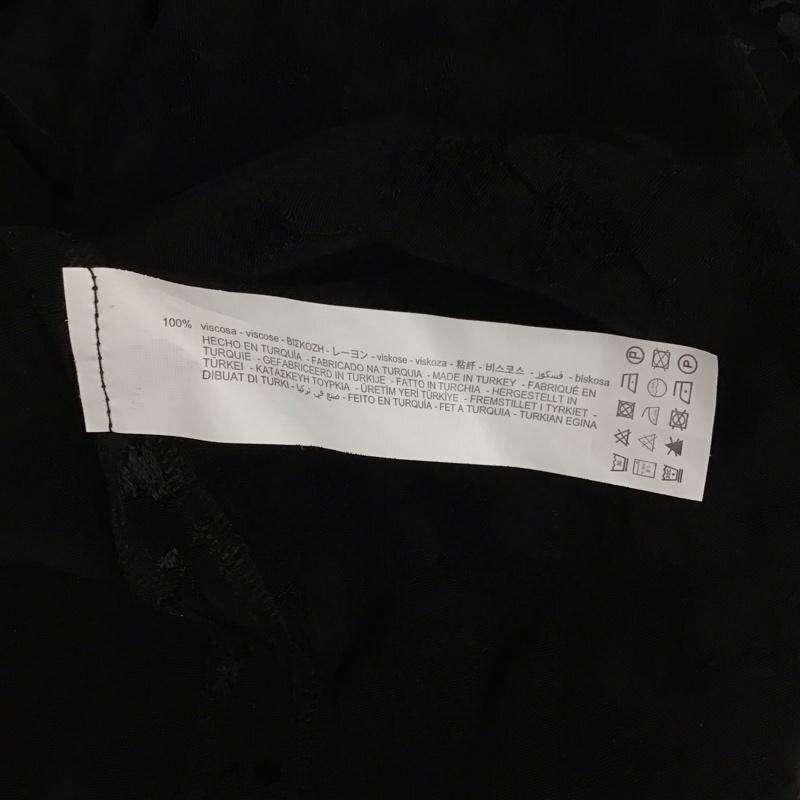 100% viscosa - viscose - ΒΙΣΚΟΖΗ - レーヨン - viskose - viskoza - 粘纤 - 비스코스 - فسكوز - biskosa
HECHO EN TURQUÍA - FABRICADO NA TURQUIA - MADE IN TURKEY - FABRIQUÉ EN
TURQUIE - GEFABRICEERD IN TURKIJE - FATTO IN TURCHIA - HERGESTELLT IN
TÜRKEI - ΚΑΤΑΣΚΕΥΗ ΤΟΥΡΚΙΑ - ÜRETİM YERİ TÜRKİYE - FREMSTILLET I TYRKIET -
DIBUAT DI TURKI - صنع في تركيا - FEITO EN TURQUÍA - FET A TURQUIA - TURKIAN EGINA
P P